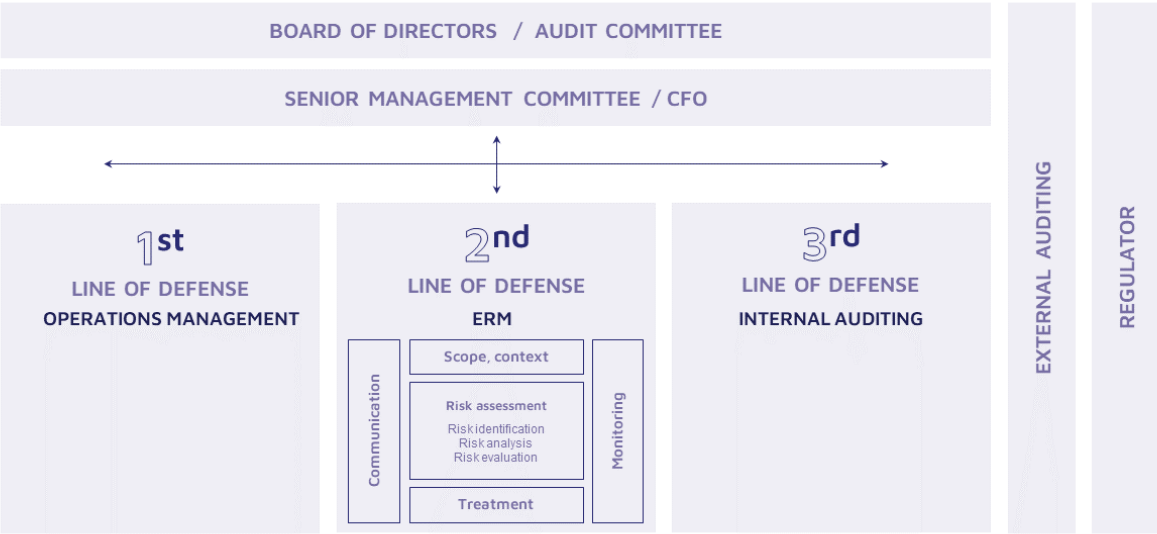 BOARD OF DIRECTORS / AUDIT COMMITTEE
SENIOR MANAGEMENT COMMITTEE / CFO
1st
LINE OF DEFENSE
OPERATIONS MANAGEMENT
2nd
LINE OF DEFENSE
ERM
Communication
Scope, context
Risk assessment
Risk identification
Risk analysis
Risk evaluation
Treatment
Monitoring
3rd
LINE OF DEFENSE
INTERNAL AUDITING
EXTERNAL AUDITING
REGULATOR